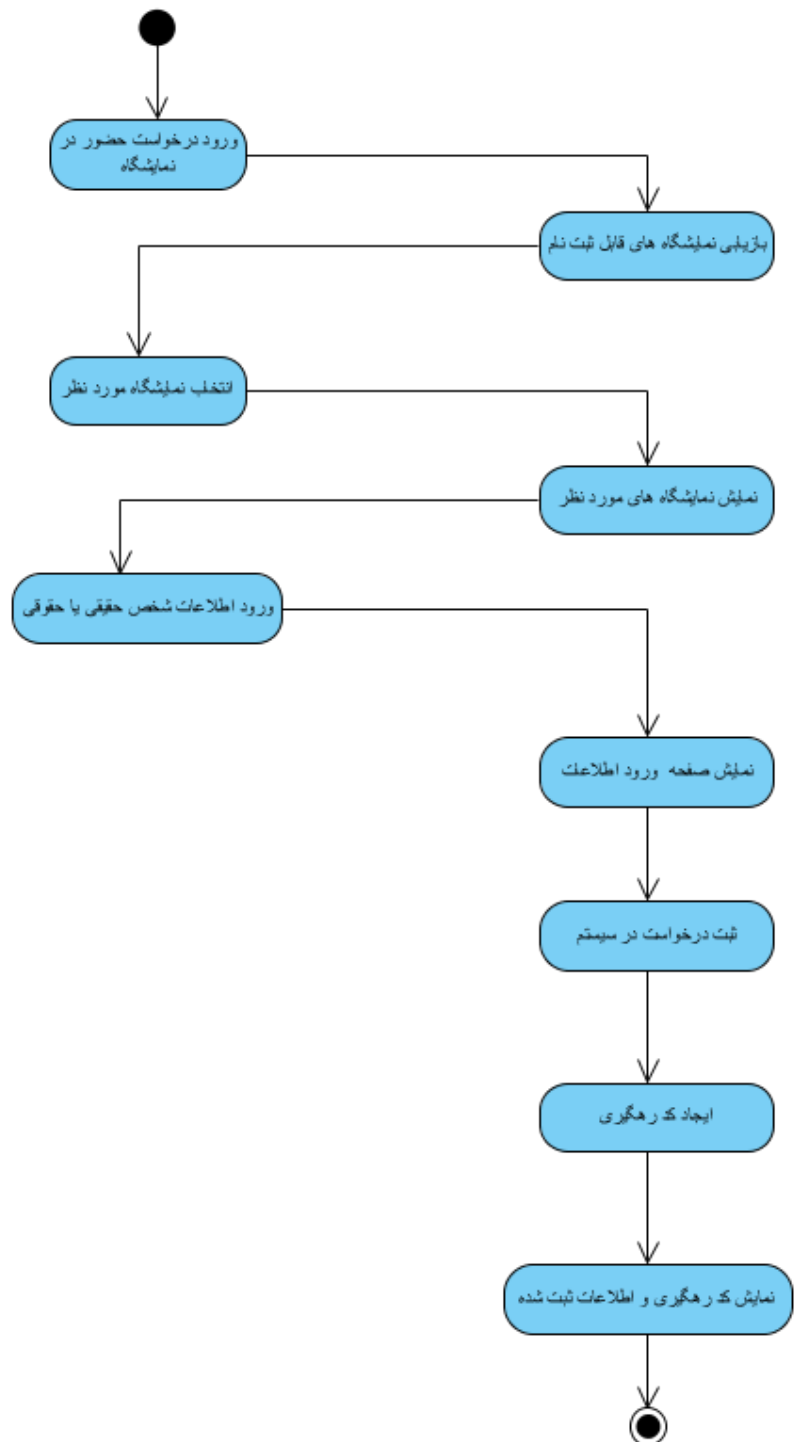 ورود درخواست حضور در
نمایشگاه
بازیابی نمایشگاه های قابل ثبت نام
انتخاب نمایشگاه مورد نظر
نمایش نمایشگاه های مورد نظر
ورود اطلاعات شخص حقیقی یا حقوقی
نمایش صفحه ورود اطلاعات
ثبت درخواست در سیستم
ایجاد کد رهگیری
نمایش کد رهگیری و اطلاعات ثبت شده